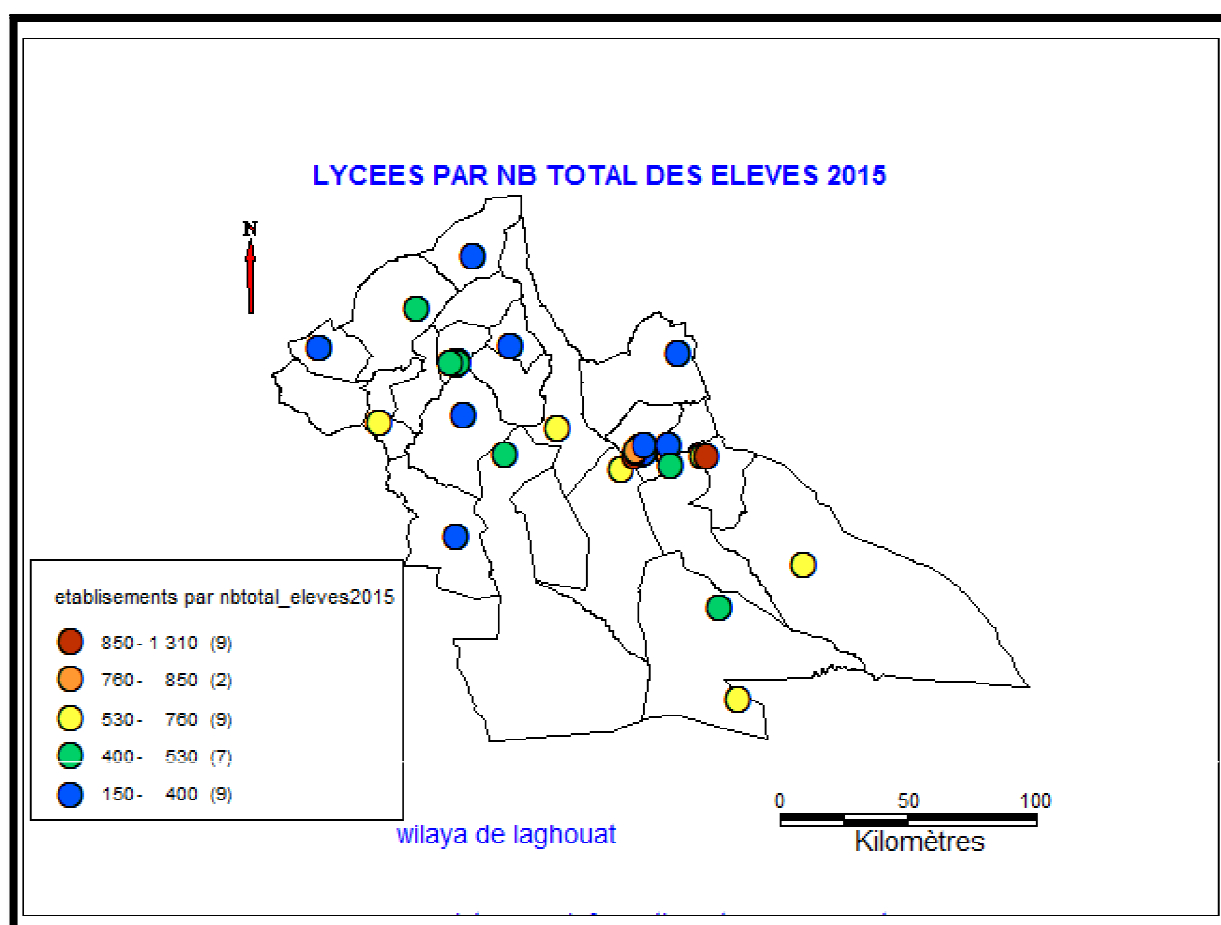 LYCEES PAR NB TOTAL DES ELEVES 2015
N
etablisements par nbtotal_eleves2015
850- 1 310 (9)
760- 850 (2)
530- 760 (9)
400- 530 (7)
150- 400 (9)
0 50 100
Kilomètres
wilaya de laghouat